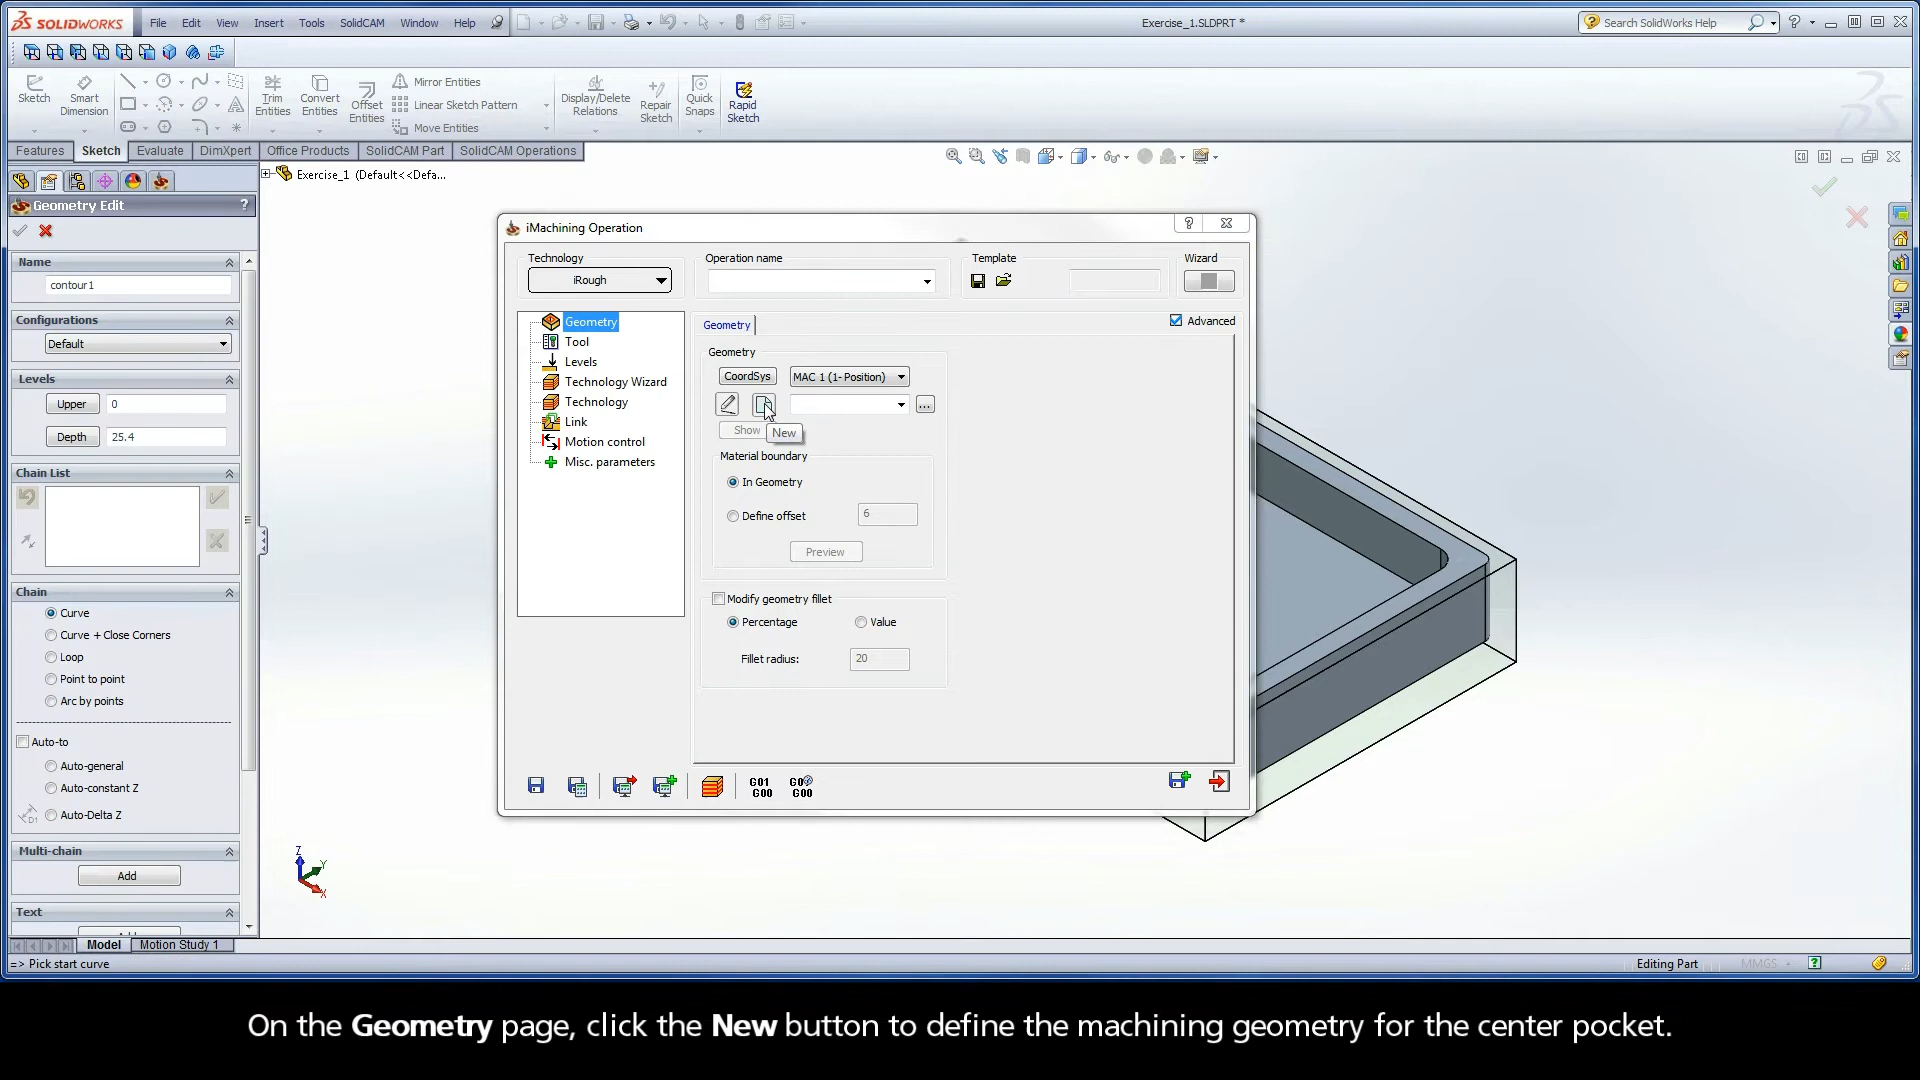 SOLIDWORKS File Edit View Insert Tools SolidCAM Window Help Exercise_1.SLDPRT * Search SolidWorks Help
Sketch Smart Dimension Trim Entities Convert Entities Offset Entities Mirror Entities Linear Sketch Pattern Move Entities Display/Delete Relations Repair Sketch Quick Snaps Rapid Sketch
Features Sketch Evaluate DimXpert Office Products SolidCAM Part SolidCAM Operations
Exercise_1 (Default<<Defa...
Geometry Edit ?
Name
contour1
Configurations
Default
Levels
Upper 0
Depth 25.4
Chain List
Chain
Curve
Curve + Close Corners
Loop
Point to point
Arc by points
Auto-to
Auto-general
Auto-constant Z
Auto-Delta Z
Multi-chain
Add
Text
iMachining Operation
Technology Operation name Template Wizard
iRough
Geometry
Tool
Levels
Technology Wizard
Technology
Link
Motion control
Misc. parameters
Geometry Advanced
Geometry
CoordSys MAC 1 (1-Position)
...
Show New
Material boundary
In Geometry
Define offset 6
Preview
Modify geometry fillet
Percentage Value
Fillet radius: 20
G01 G00 G00
Z Y X
Model Motion Study 1
=> Pick start curve Editing Part MMGS
On the Geometry page, click the New button to define the machining geometry for the center pocket.